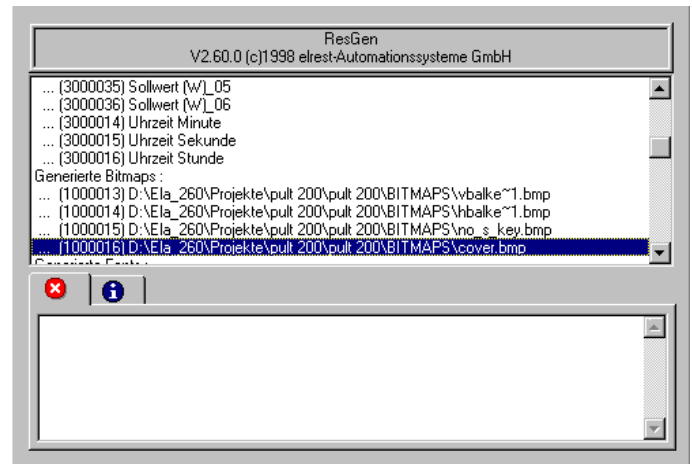 ResGen
V2.60.0 (c)1998 elrest-Automationssysteme GmbH
... (3000035) Sollwert (W)_05
... (3000036) Sollwert (W)_06
... (3000014) Uhrzeit Minute
... (3000015) Uhrzeit Sekunde
... (3000016) Uhrzeit Stunde
Generierte Bitmaps :
... (1000013) D:\Ela_260\Projekte\pult 200\pult 200\BITMAPS\vbalke~1.bmp
... (1000014) D:\Ela_260\Projekte\pult 200\pult 200\BITMAPS\hbalke~1.bmp
... (1000015) D:\Ela_260\Projekte\pult 200\pult 200\BITMAPS\no_s_key.bmp
... (1000016) D:\Ela_260\Projekte\pult 200\pult 200\BITMAPS\cover.bmp